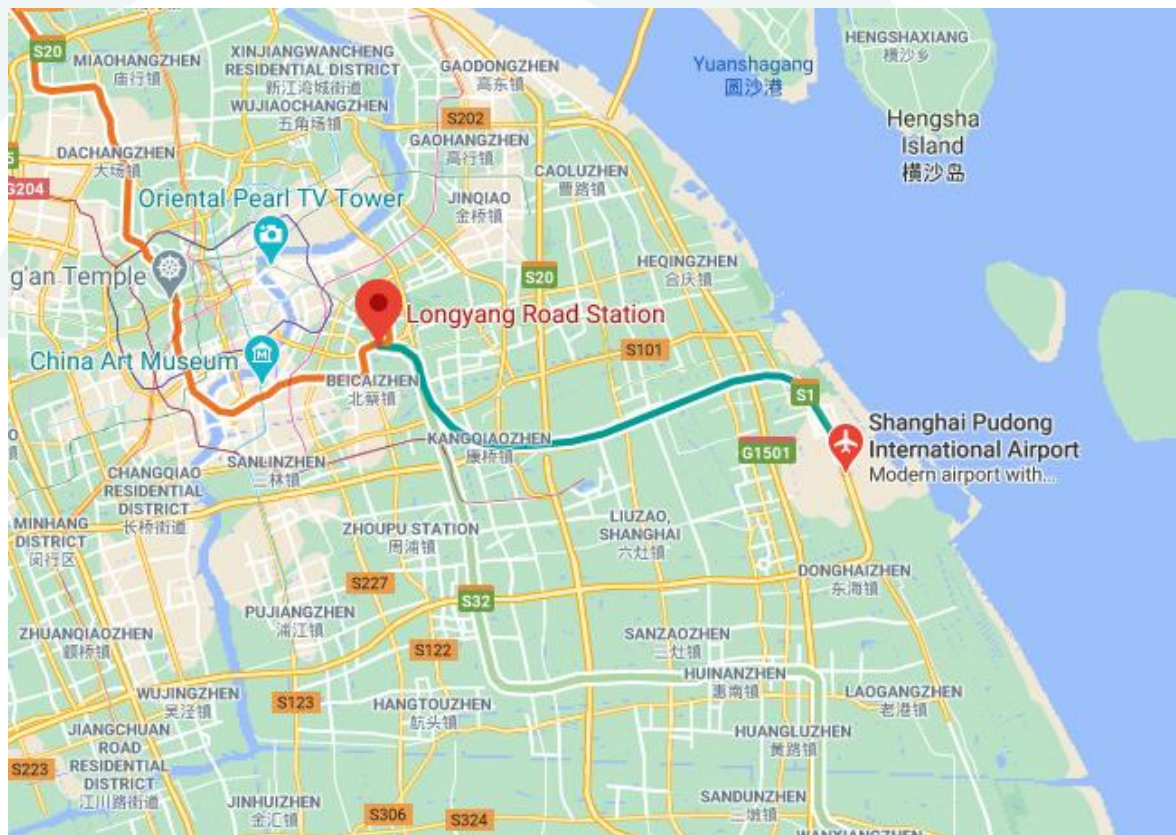 S20
MIAOHANGZHEN
庙行镇
XINJIANGWANCHENG
RESIDENTIAL DISTRICT
新江湾城街道
WUJIAOCHANGZHEN
五角场镇
GAODONGZHEN
高东镇
Yuanshagang
圆沙港
HENGSHAXIANG
横沙乡
Hengsha
Island
横沙岛
S202
GAOHANGZHEN
高行镇
DACHANGZHEN
大场镇
G204
CAOLUZHEN
曹路镇
Oriental Pearl TV Tower
JINQIAO
金桥镇
g'an Temple
S20
HEQINGZHEN
合庆镇
Longyang Road Station
China Art Museum
S101
BEICAIZHEN
北蔡镇
S1
Shanghai Pudong
International Airport
Modern airport with...
KANGQIAOZHEN
康桥镇
G1501
SANLINZHEN
三林镇
CHANGQIAO
RESIDENTIAL
DISTRICT
长桥街道
MINHANG
DISTRICT
闵行区
ZHOUPU STATION
周浦镇
LIUZAO,
SHANGHAI
六灶镇
DONGHAIZHEN
东海镇
S227
S32
PUJIANGZHEN
浦江镇
ZHUANQIAOZHEN
颛桥镇
S122
SANZAOZHEN
三灶镇
HUINANZHEN
惠南镇
LAOGANGZHEN
老港镇
WUJINGZHEN
吴泾镇
S123
HANGTOUZHEN
航头镇
HUANGLUZHEN
黄路镇
JIANGCHUAN
ROAD
RESIDENTIAL
DISTRICT
江川路街道
S223
JINHUIZHEN
金汇镇
S306
S324
SANDUNZHEN
三墩镇
WANXIANGZHEN